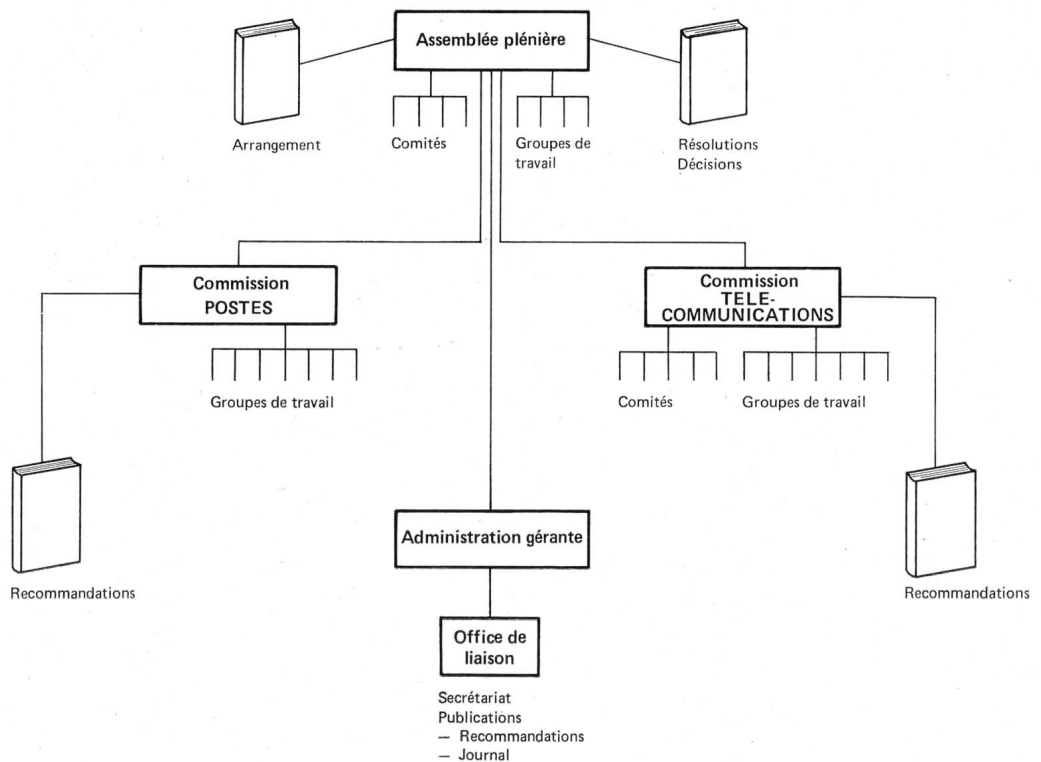 Assemblée plénière
Arrangement
Comités
Groupes de
travail
Résolutions
Décisions
Commission
POSTES
Groupes de travail
Recommandations
Commission
TELE-
COMMUNICATIONS
Comités
Groupes de travail
Recommandations
Administration gérante
Office de
liaison
Secrétariat
Publications
— Recommandations
— Journal